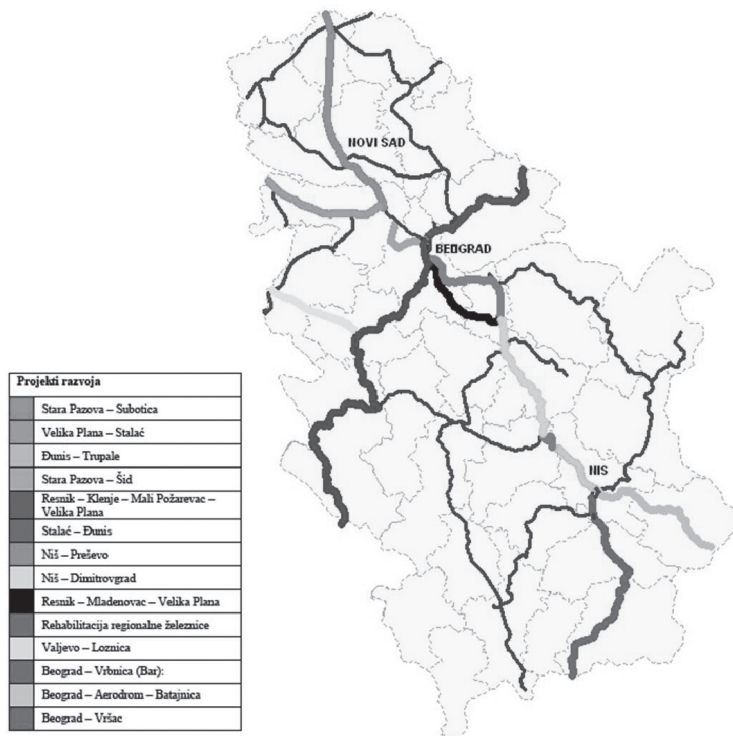 NOVI SAD
BEOGRAD
NIS
Projekti razvoja
Stara Pazova – Subotica
Velika Plana – Stalać
Đunis – Trupale
Stara Pazova – Šid
Resnik – Klenje – Mali Požarevac –
Velika Plana
Stalać – Đunis
Niš – Preševo
Niš – Dimitrovgrad
Resnik – Mladenovac – Velika Plana
Rehabilitacija regionalne železnice
Valjevo – Loznica
Beograd – Vrbnica (Bar):
Beograd – Aerodrom – Batajnica
Beograd – Vršac